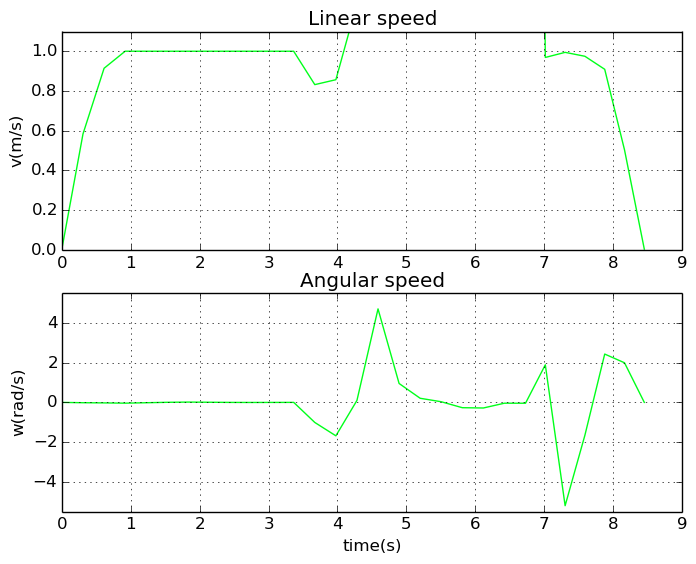 Linear speed
1.0
0.8
0.6
0.4
0.2
0.0
v(m/s)
0 1 2 3 4 5 6 7 8 9
Angular speed
4
2
0
−2
−4
w(rad/s)
0 1 2 3 4 5 6 7 8 9
time(s)